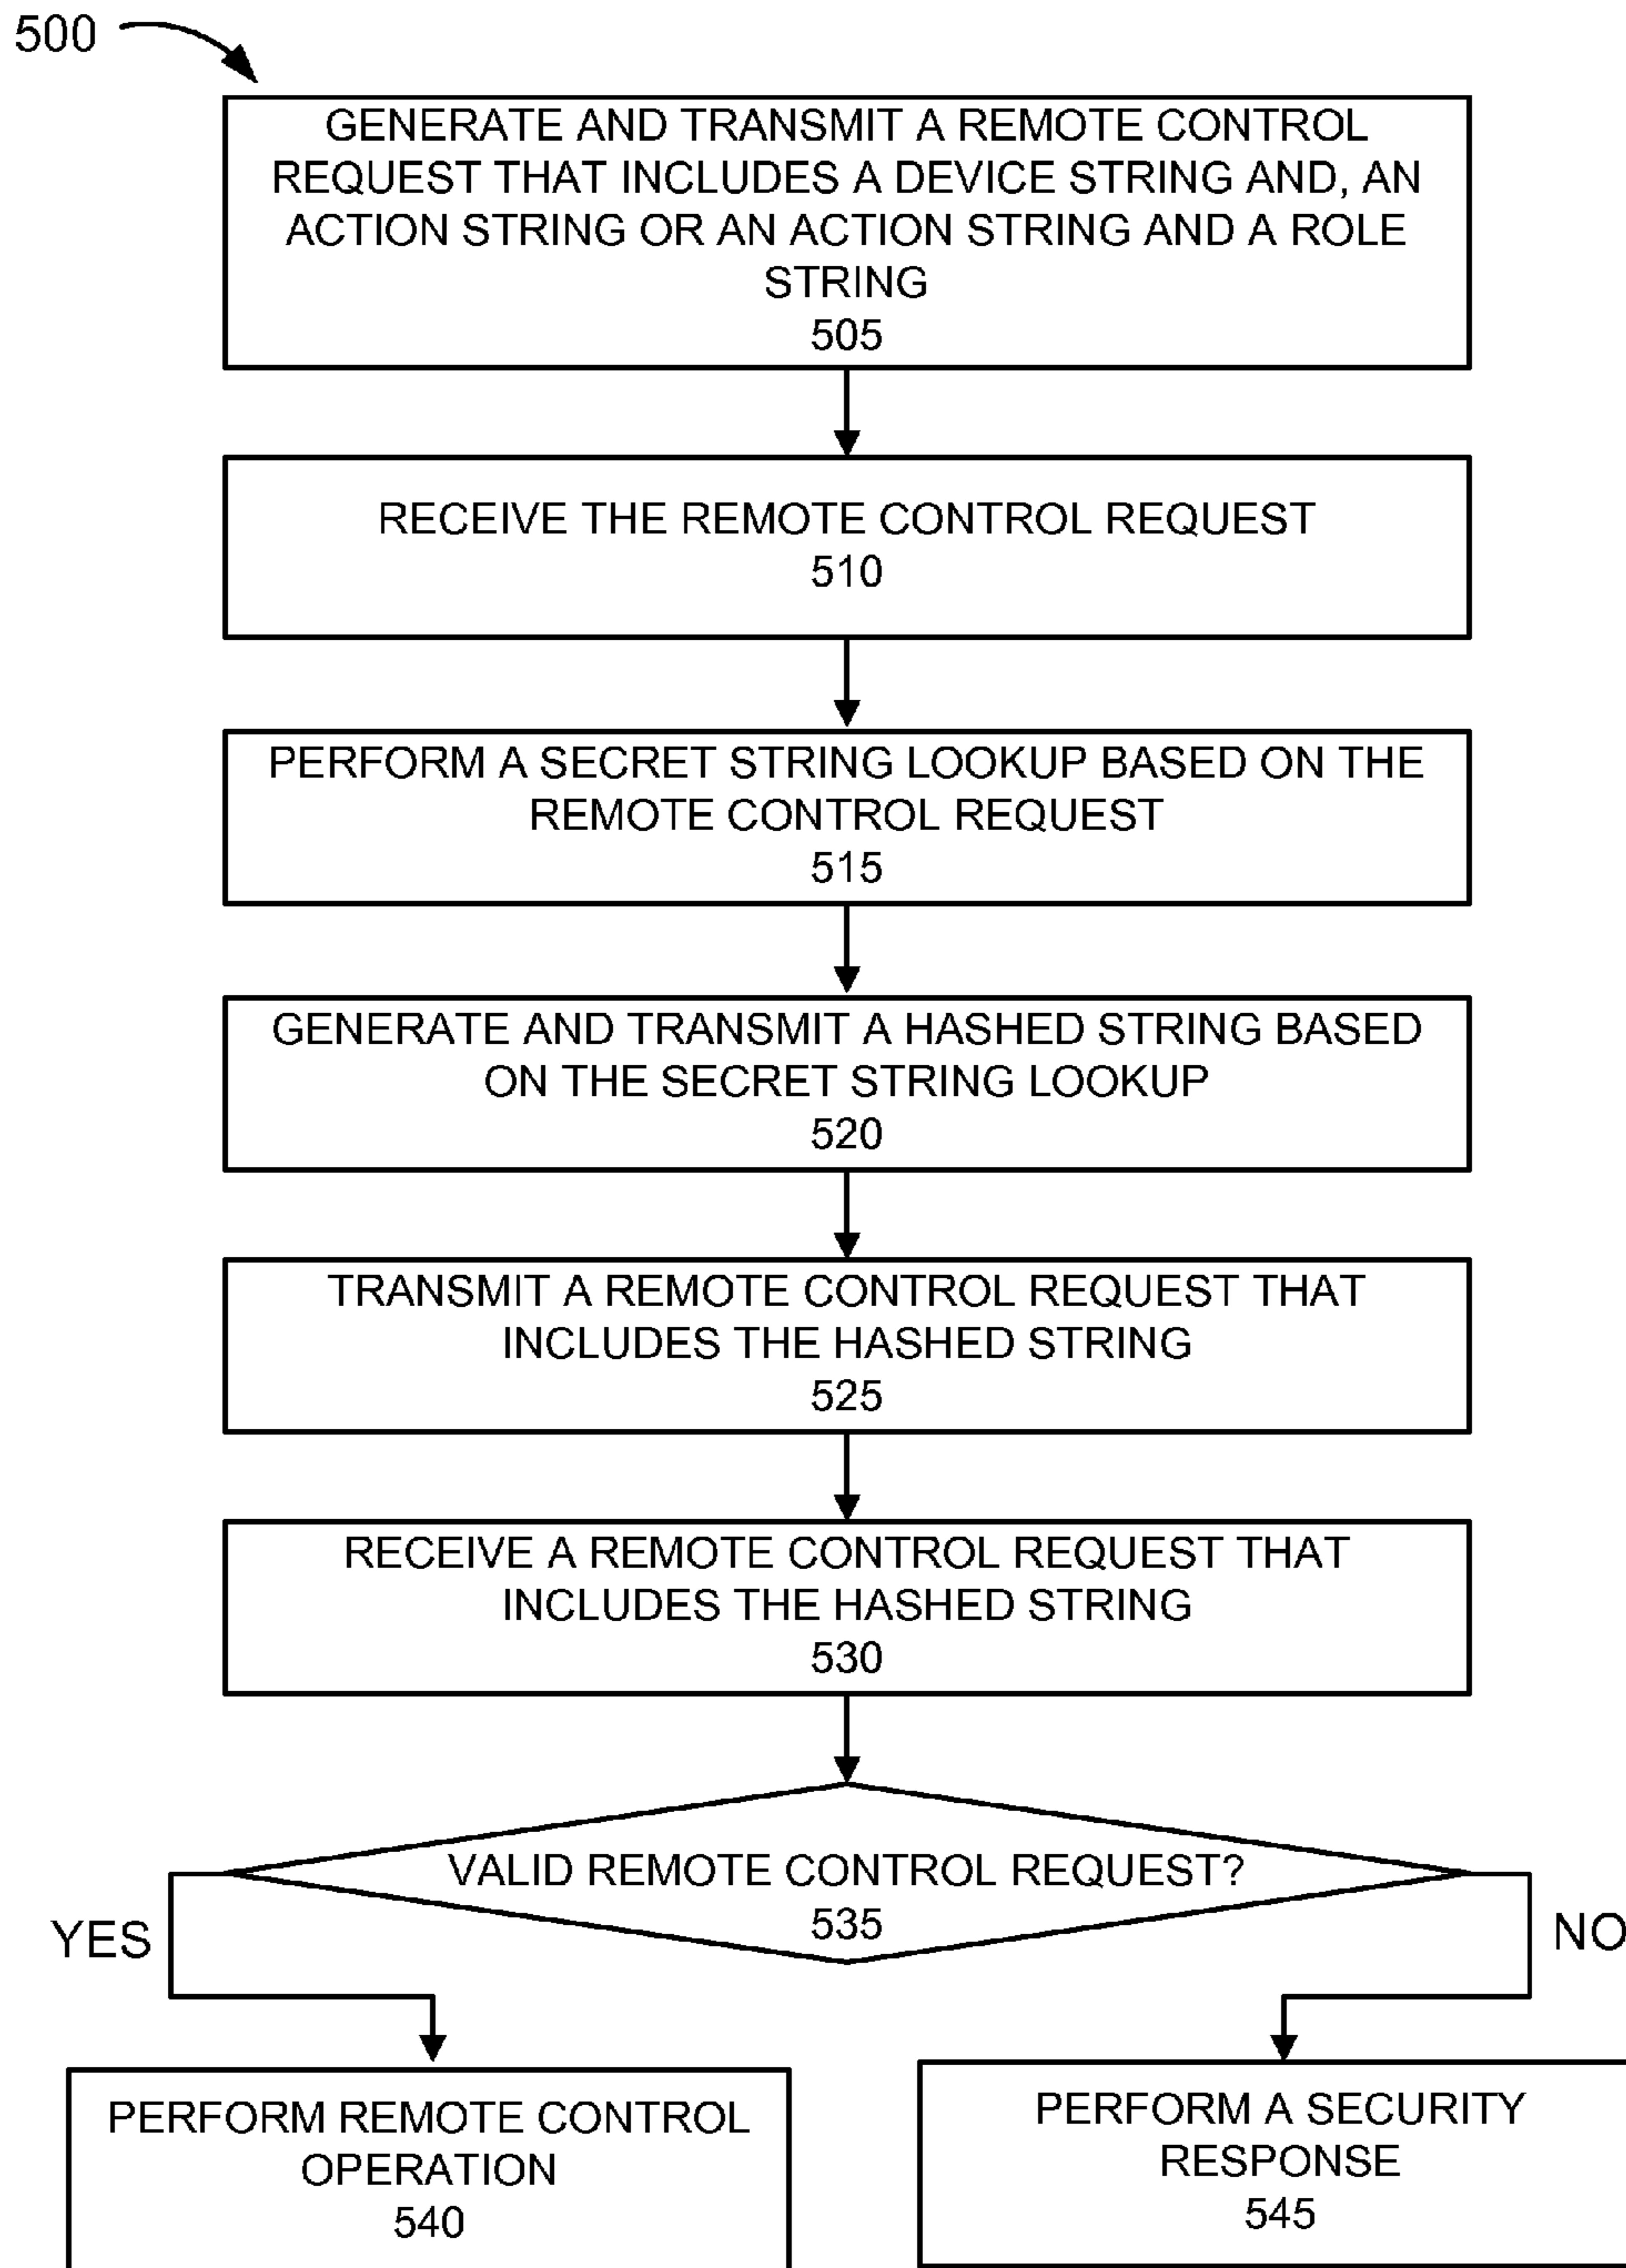 500
GENERATE AND TRANSMIT A REMOTE CONTROL
REQUEST THAT INCLUDES A DEVICE STRING AND, AN
ACTION STRING OR AN ACTION STRING AND A ROLE
STRING
505
RECEIVE THE REMOTE CONTROL REQUEST
510
PERFORM A SECRET STRING LOOKUP BASED ON THE
REMOTE CONTROL REQUEST
515
GENERATE AND TRANSMIT A HASHED STRING BASED
ON THE SECRET STRING LOOKUP
520
TRANSMIT A REMOTE CONTROL REQUEST THAT
INCLUDES THE HASHED STRING
525
RECEIVE A REMOTE CONTROL REQUEST THAT
INCLUDES THE HASHED STRING
530
VALID REMOTE CONTROL REQUEST?
535
YES
NO
PERFORM REMOTE CONTROL
OPERATION
540
PERFORM A SECURITY
RESPONSE
545